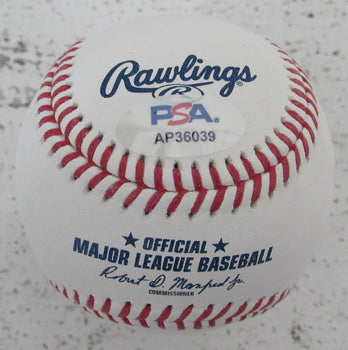 Rawlings
R
PSA.
AP36039
★ OFFICIAL ★
MAJOR LEAGUE BASEBALL
Robert D. Manfred Jr.
COMMISSIONER